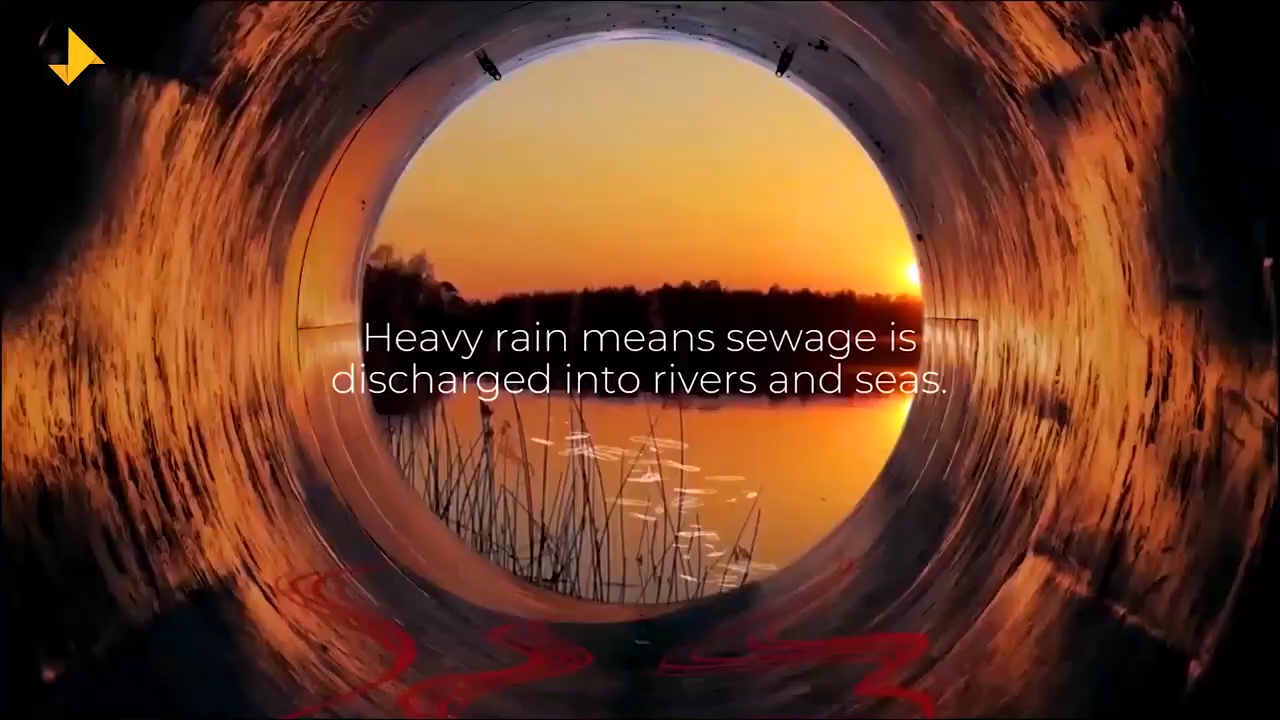 Heavy rain means sewage is
discharged into rivers and seas.